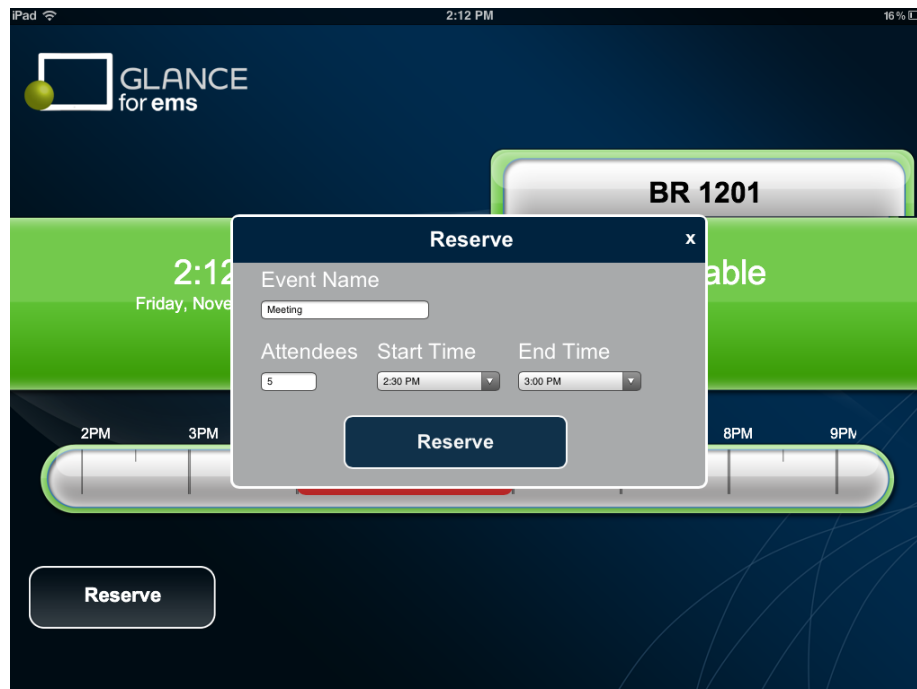 iPad 2:12 PM 16%
GLANCE
for ems
BR 1201
Reserve x
2:12 able
Event Name
Friday, Nove
Meeting
Attendees Start Time End Time
5 2:30 PM 3:00 PM
2PM 3PM 8PM 9PM
Reserve
Reserve